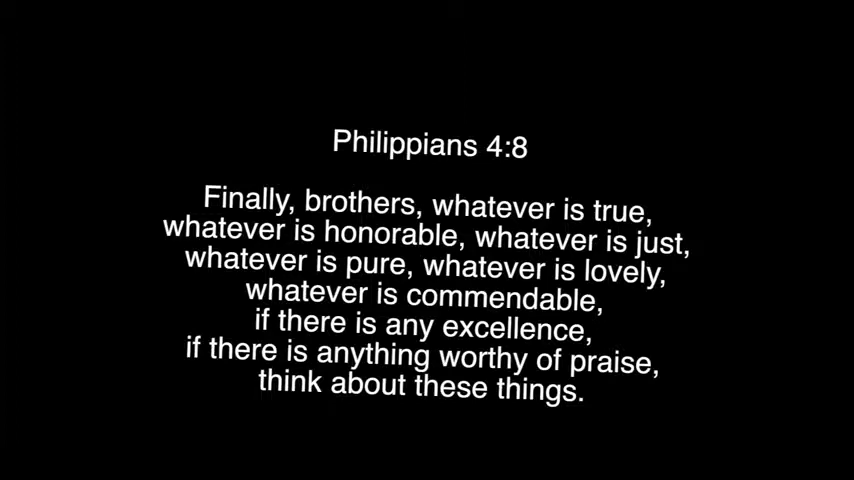 Philippians 4:8
Finally, brothers, whatever is true,
whatever is honorable, whatever is just,
whatever is pure, whatever is lovely,
whatever is commendable,
if there is any excellence,
if there is anything worthy of praise,
think about these things.